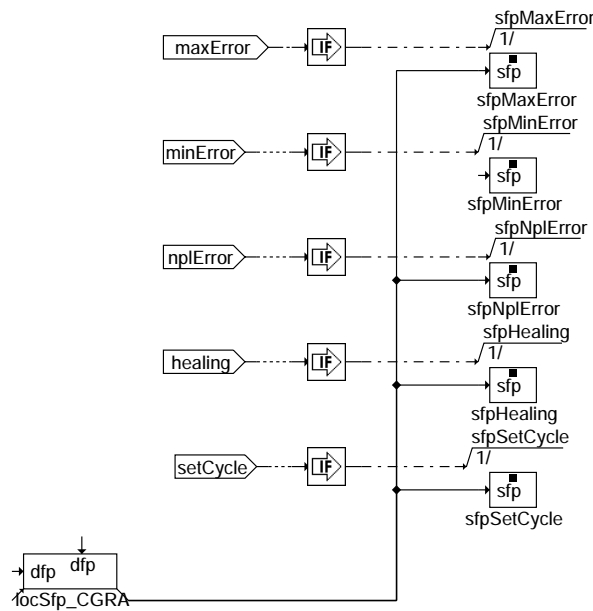 sfpMaxError
maxError
IF
1/
sfp
sfpMaxError
sfpMinError
minError
IF
1/
sfp
sfpMinError
sfpNplError
nplError
IF
1/
sfp
sfpNplError
sfpHealing
healing
IF
1/
sfp
sfpHealing
sfpSetCycle
setCycle
IF
1/
sfp
sfpSetCycle
dfp
dfp
locSfp_CGRA